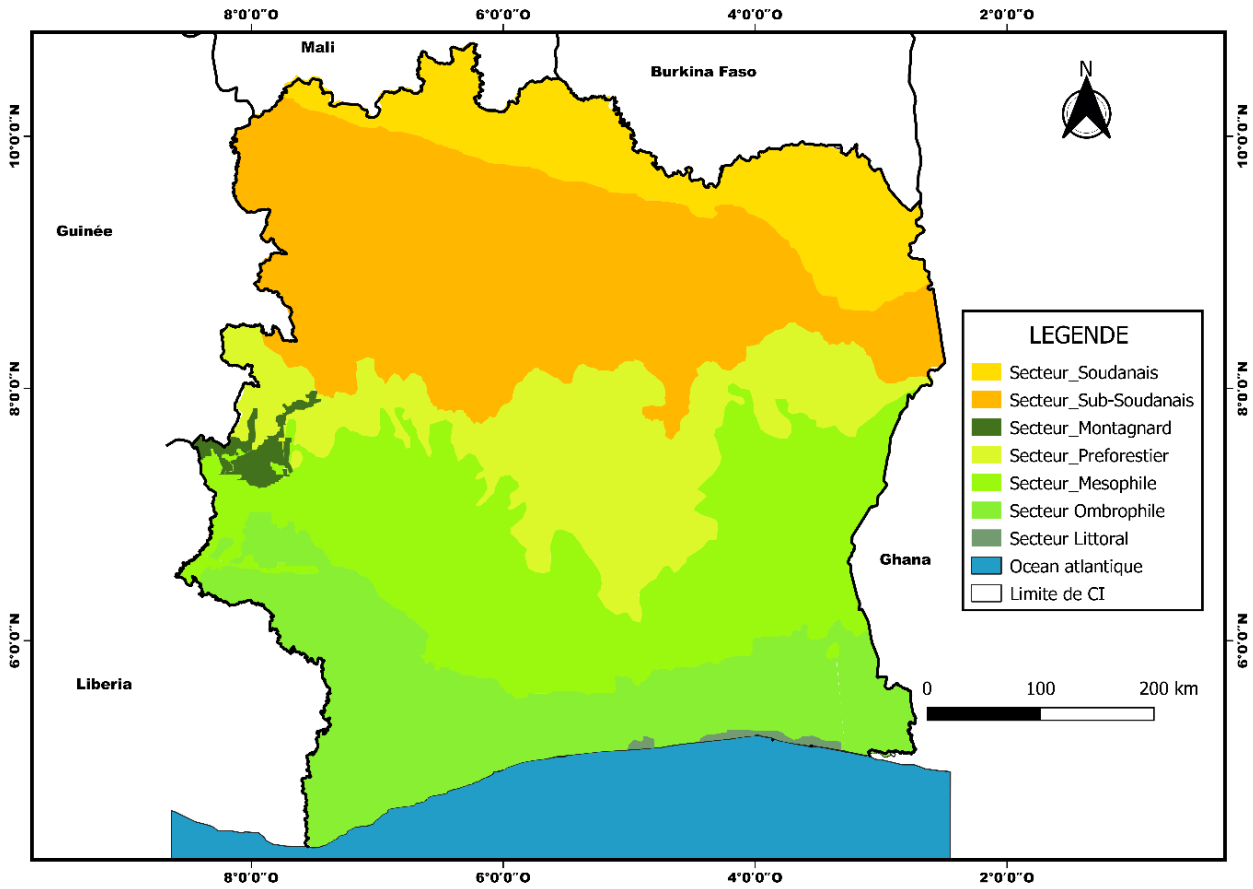 8°0'0"O 6°0'0"O 4°0'0"O 2°0'0"O
Mali
Burkina Faso
N
10°0'0"N 10°0'0"N
Guinée
LEGENDE
Secteur_Soudanais
Secteur_Sub-Soudanais
Secteur_Montagnard
Secteur_Preforestier
Secteur_Mesophile
Secteur Ombrophile
Secteur Littoral
Ocean atlantique
Limite de CI
8°0'0"N 8°0'0"N
Ghana
6°0'0"N 6°0'0"N
Liberia
0 100 200 km
8°0'0"O 6°0'0"O 4°0'0"O 2°0'0"O